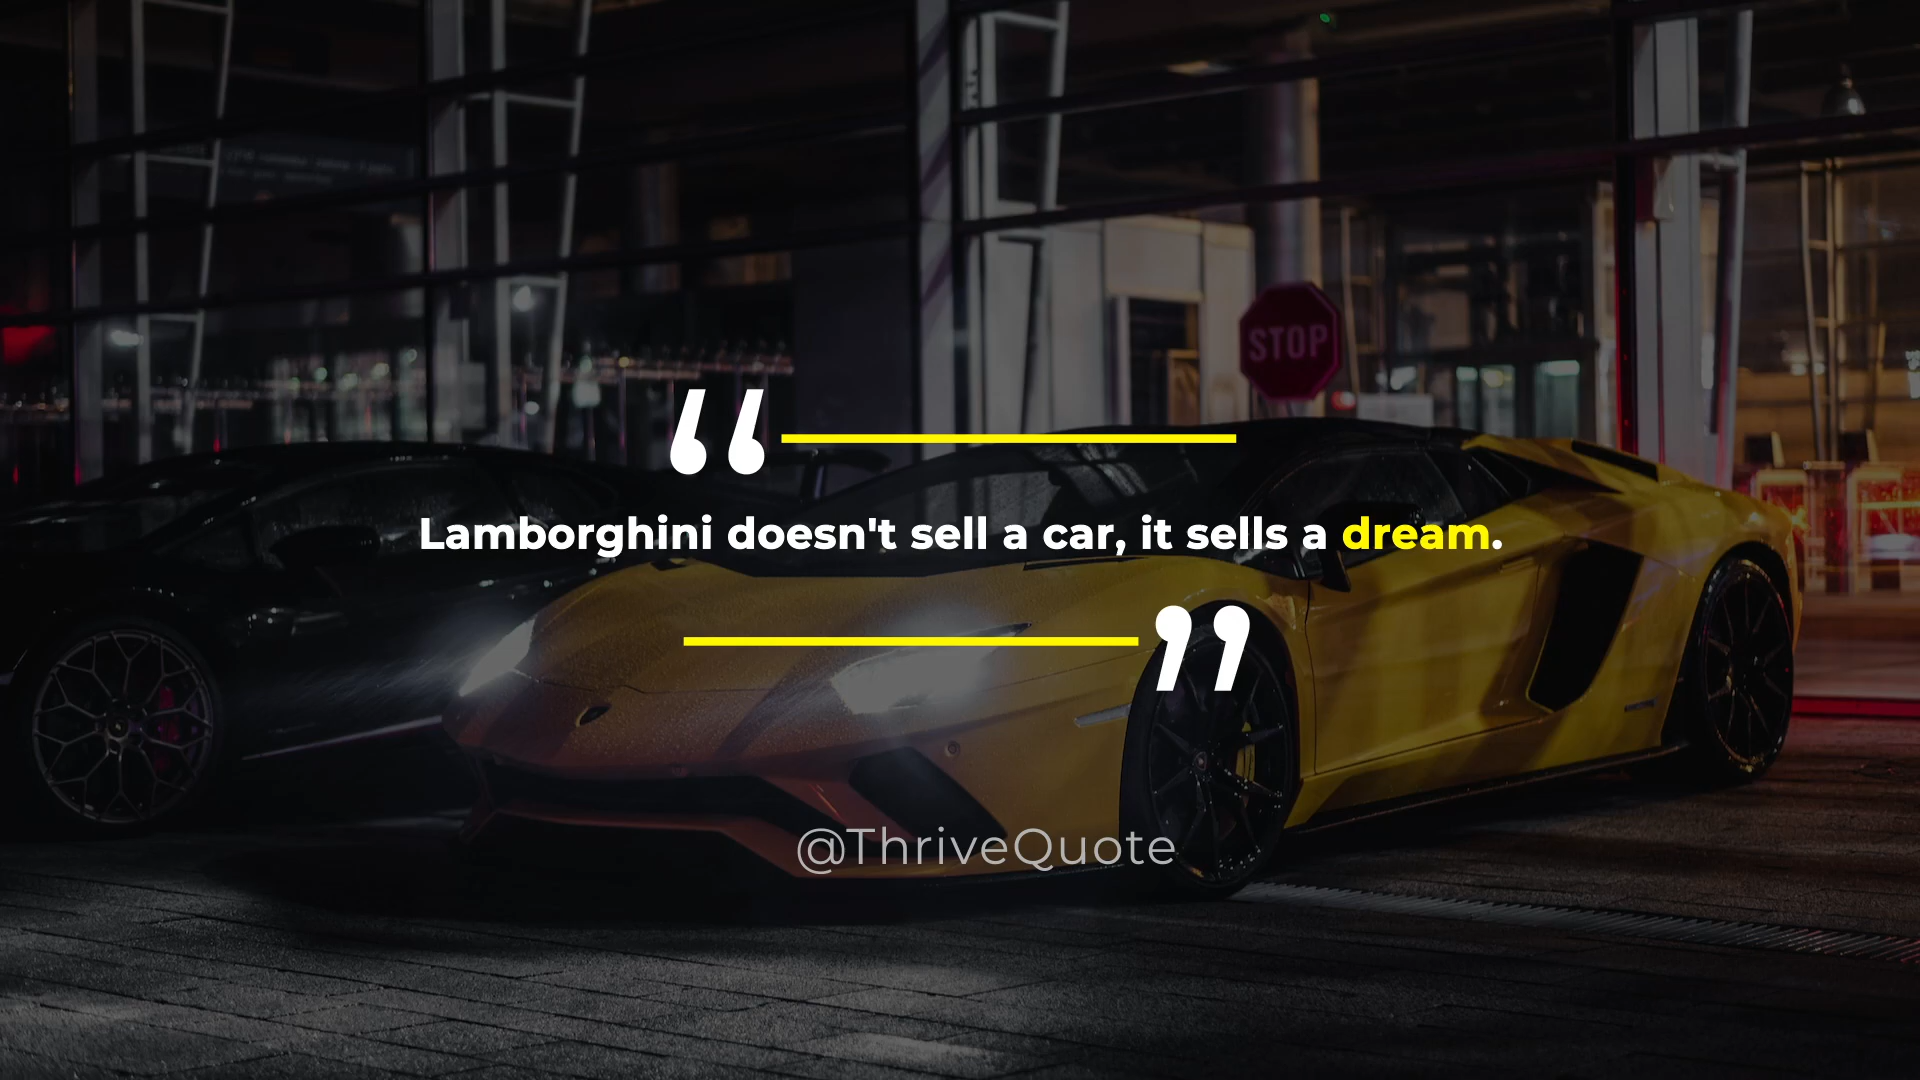 STOP
“
Lamborghini doesn't sell a car, it sells a dream.
”
@ThriveQuote